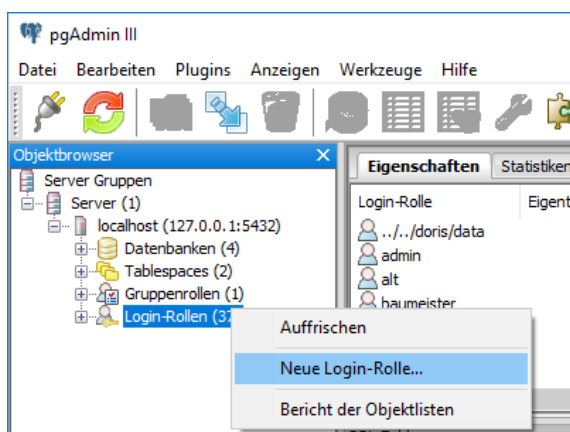 pgAdmin III
Datei Bearbeiten Plugins Anzeigen Werkzeuge Hilfe
Objektbrowser
Server Gruppen
Server (1)
localhost (127.0.0.1:5432)
Datenbanken (4)
Tablespaces (2)
Gruppenrollen (1)
Login-Rollen
Eigenschaften Statistiken
Login-Rolle
../../doris/data
admin
alt
baumeister
Auffrischen
Neue Login-Rolle...
Bericht der Objektlisten